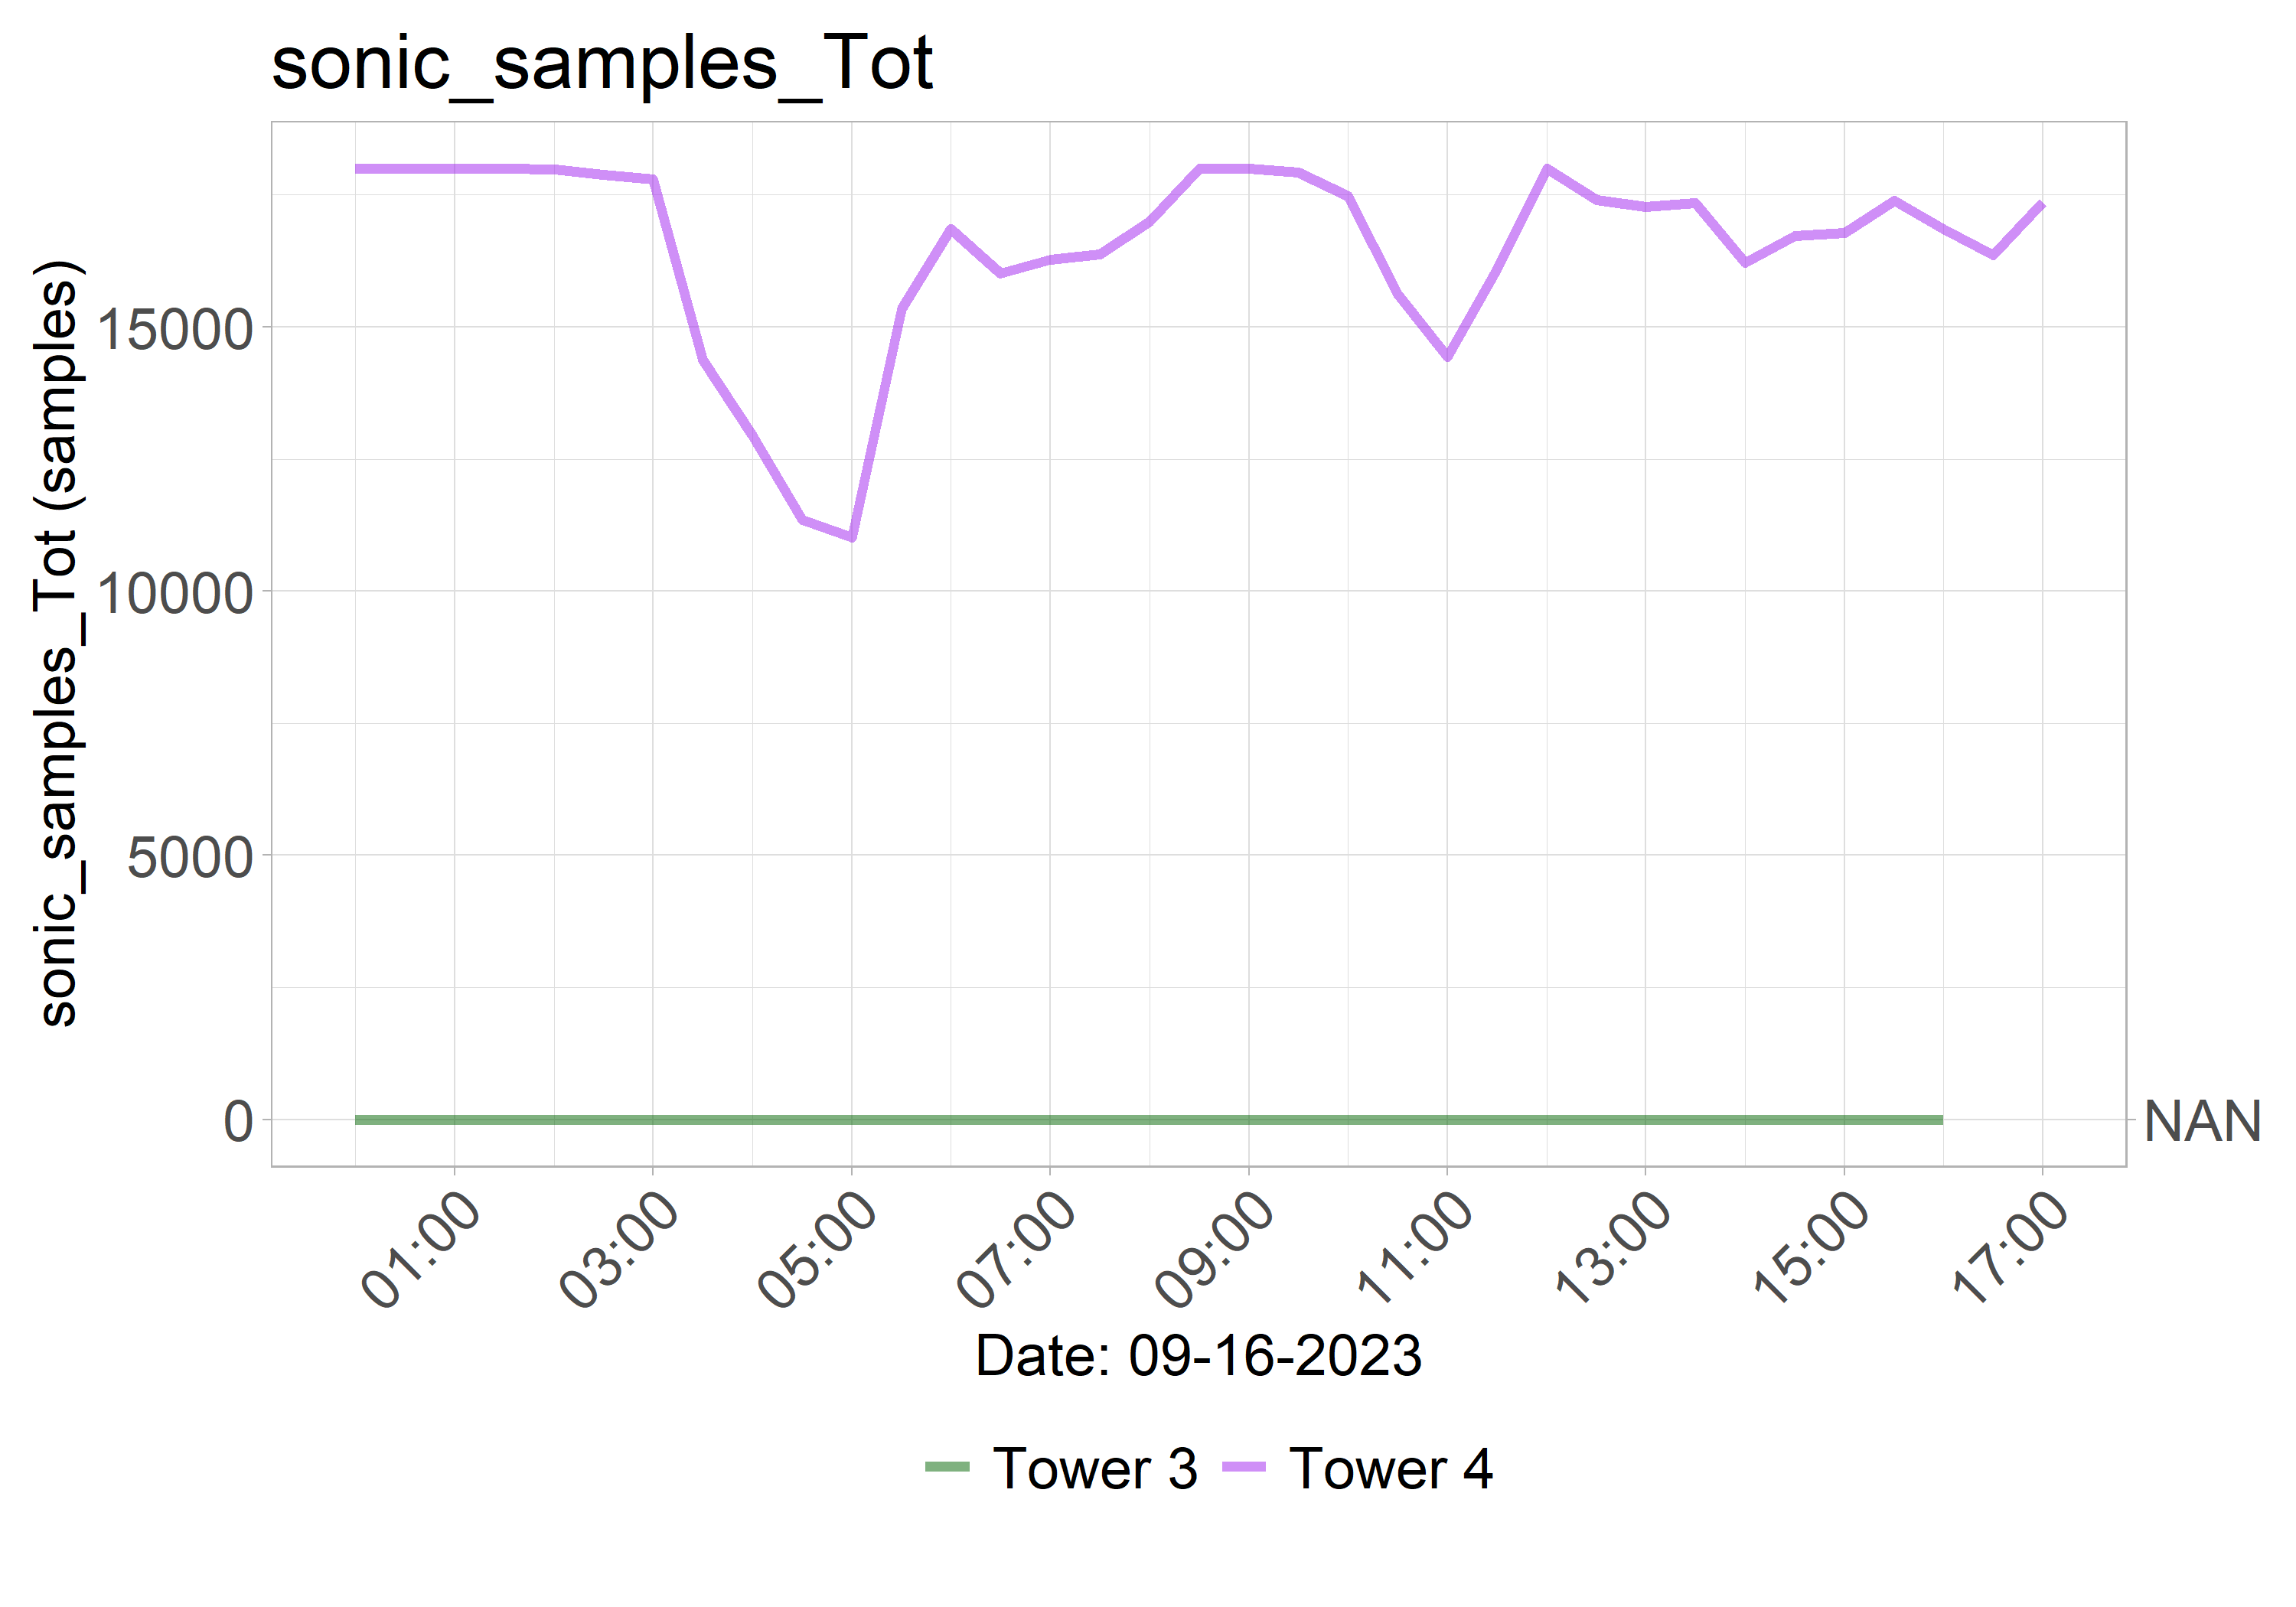 sonic_samples_Tot
sonic_samples_Tot (samples)
15000
10000
5000
0
NAN
01:00
03:00
05:00
07:00
09:00
11:00
13:00
15:00
17:00
Date: 09-16-2023
Tower 3
Tower 4